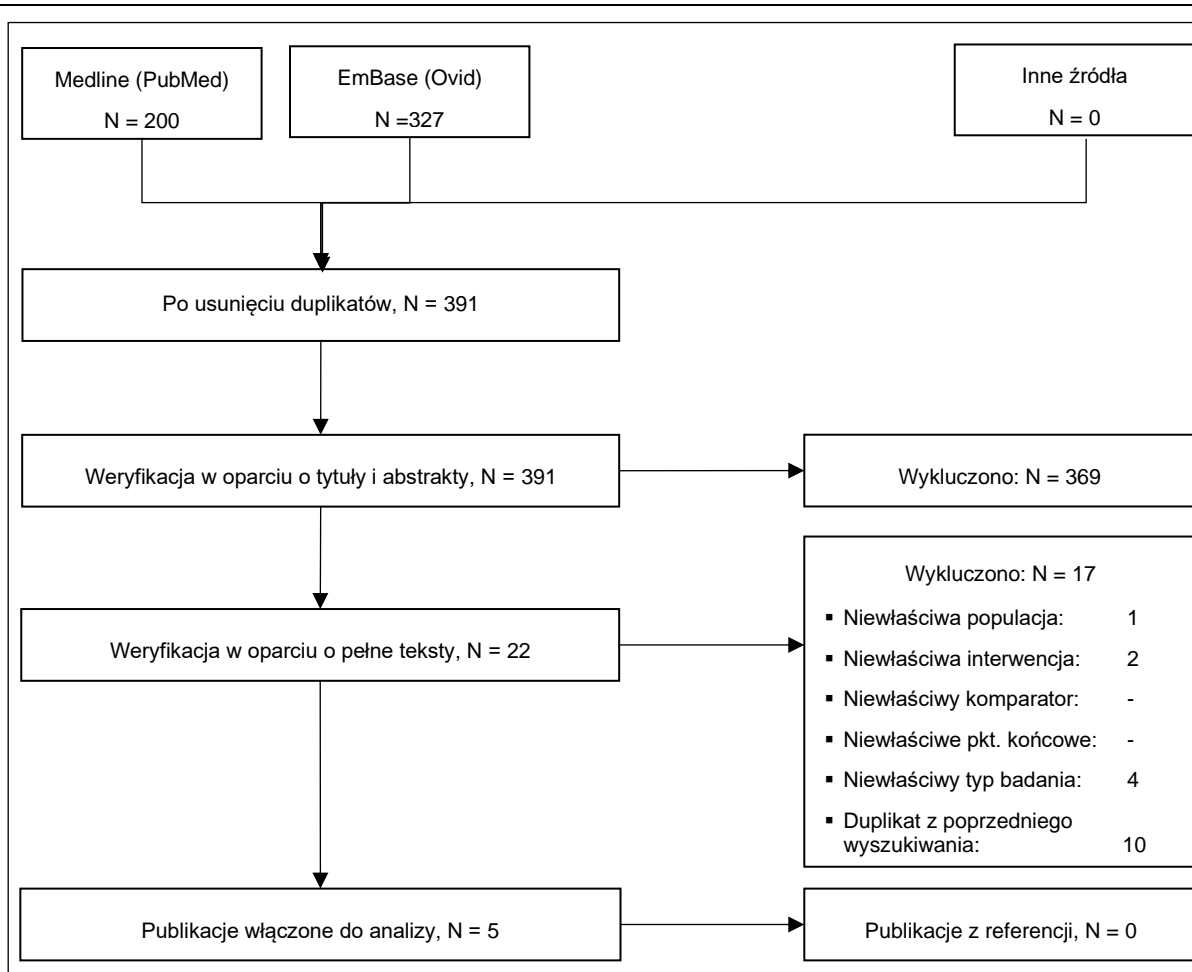 Medline (PubMed)
N = 200
EmBase (Ovid)
N =327
Inne źródła
N = 0
Po usunięciu duplikatów, N = 391
Weryfikacja w oparciu o tytuły i abstrakty, N = 391
Wykluczono: N = 369
Weryfikacja w oparciu o pełne teksty, N = 22
Wykluczono: N = 17
▪ Niewłaściwa populacja: 1
▪ Niewłaściwa interwencja: 2
▪ Niewłaściwy komparator: -
▪ Niewłaściwe pkt. końcowe: -
▪ Niewłaściwy typ badania: 4
▪ Duplikat z poprzedniego
wyszukiwania: 10
Publikacje włączone do analizy, N = 5
Publikacje z referencji, N = 0